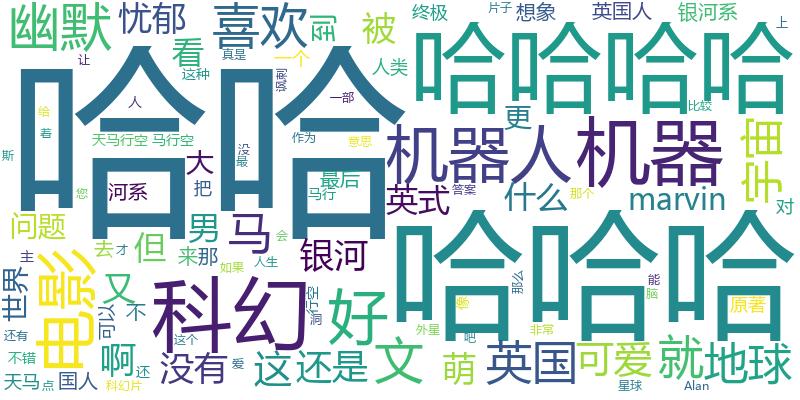 幽默
忧郁
喜欢
到
被
终极
片子
想象
英国人
银河系
上
看
真是
一个
人类
让
这种
讽刺
哈哈
哈哈哈哈
人
一部
给
着
天马行空
马行空
没
作为
意思
机器人
机器
更
比较
宇宙
斯
大
最
最后
您
河系
把
马行
英式
答案
什么
那个
marvin
对
问题
男
马
银河
哈哈哈
去
才
但
来
那
会
主
世界
电影
又
可以
不
科幻
如果
人生
行空
好
那么
能
脑
原著
外星
还有
不错
啊
这个
吧
非常
天马
点
国人
还
科幻片
没有
爱
这
还是
文
萌
英国
可爱
就
地球
星球
Alan